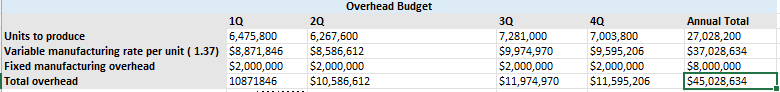 Overhead Budget
1Q 2Q 3Q 4Q Annual Total
Units to produce 6,475,800 6,267,600 7,281,000 7,003,800 27,028,200
Variable manufacturing rate per unit ( 1.37) $8,871,846 $8,586,612 $9,974,970 $9,595,206 $37,028,634
Fixed manufacturing overhead $2,000,000 $2,000,000 $2,000,000 $2,000,000 $8,000,000
Total overhead 10871846 $10,586,612 $11,974,970 $11,595,206 $45,028,634